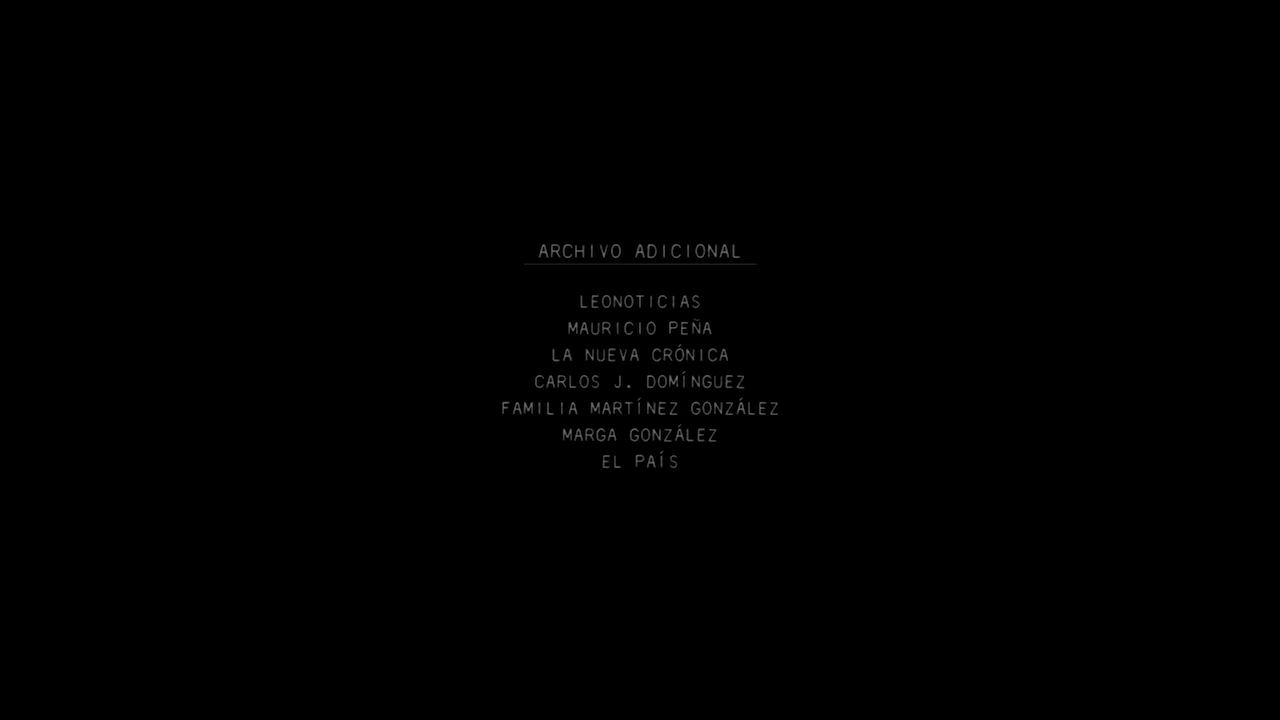 ARCHIVO ADICIONAL
LEONOTICIAS
MAURICIO PEÑA
LA NUEVA CRÓNICA
CARLOS J. DOMÍNGUEZ
FAMILIA MARTÍNEZ GONZÁLEZ
MARGA GONZÁLEZ
EL PAÍS